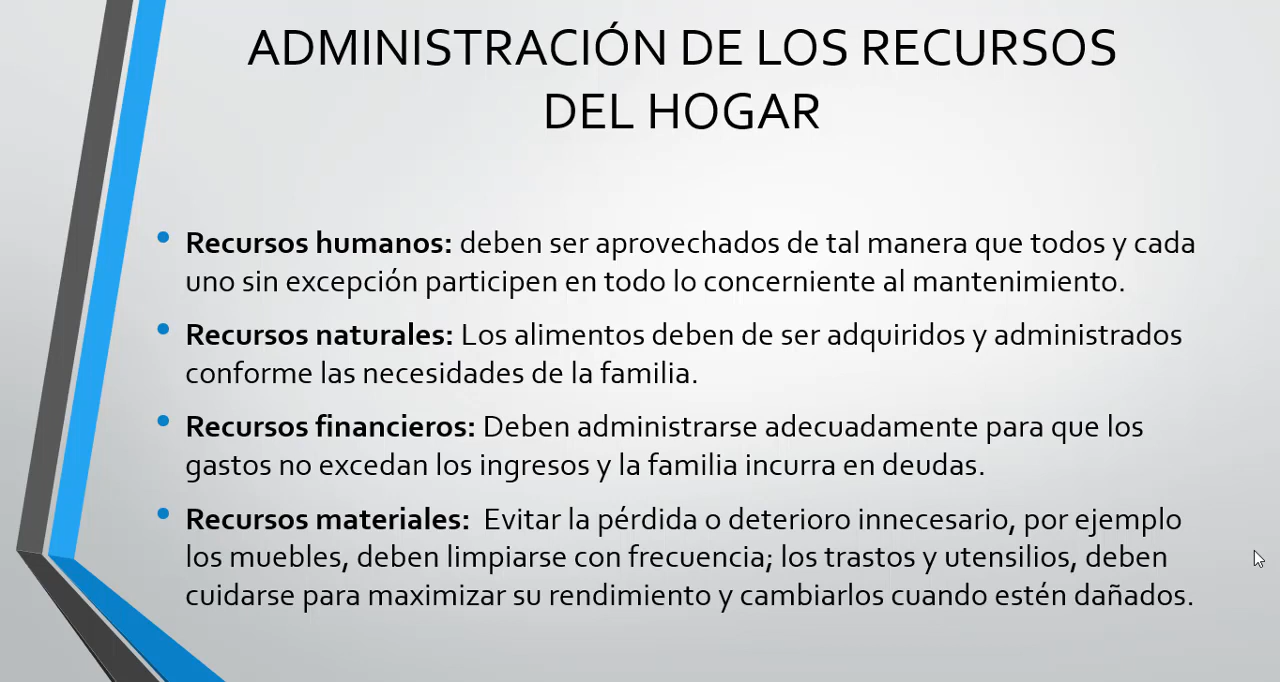 ADMINISTRACIÓN DE LOS RECURSOS
DEL HOGAR
• Recursos humanos: deben ser aprovechados de tal manera que todos y cada
uno sin excepción participen en todo lo concerniente al mantenimiento.
• Recursos naturales: Los alimentos deben de ser adquiridos y administrados
conforme las necesidades de la familia.
• Recursos financieros: Deben administrarse adecuadamente para que los
gastos no excedan los ingresos y la familia incurra en deudas.
• Recursos materiales: Evitar la pérdida o deterioro innecesario, por ejemplo
los muebles, deben limpiarse con frecuencia; los trastos y utensilios, deben
cuidarse para maximizar su rendimiento y cambiarlos cuando estén dañados.